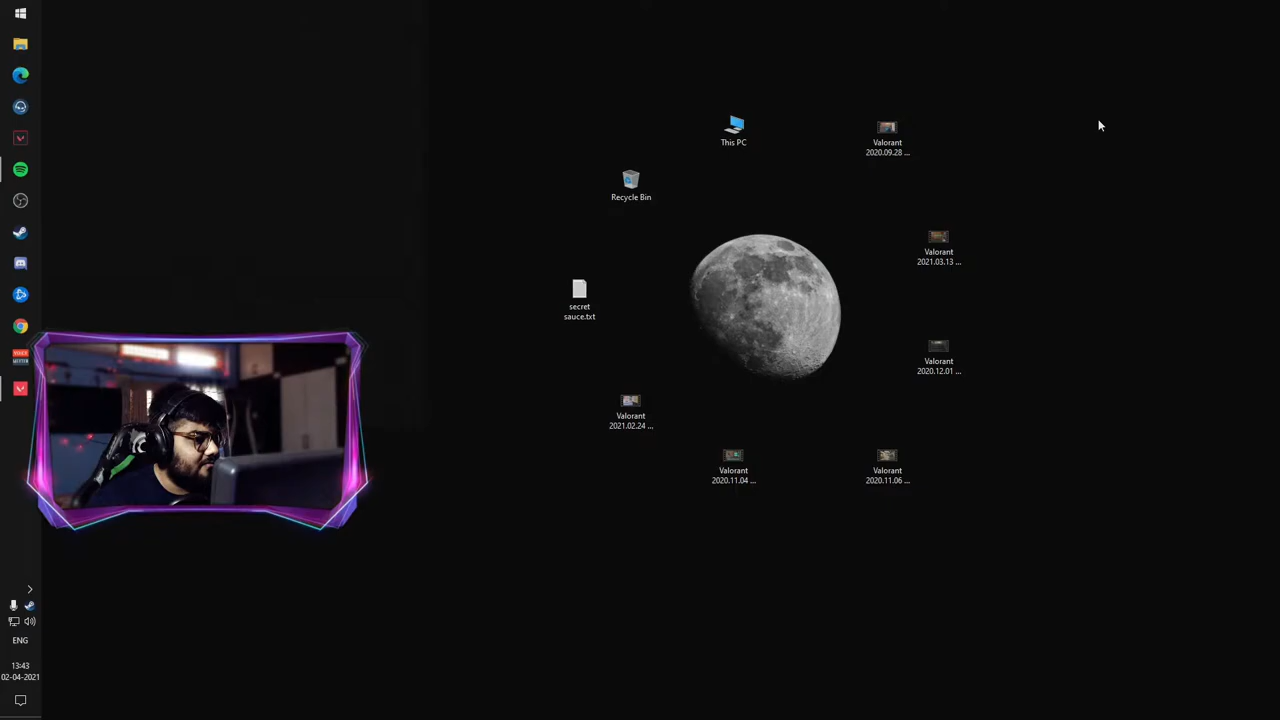 This PC
Valorant
2020.09.28 ...
Recycle Bin
Valorant
2021.03.13 ...
secret
sauce.txt
Valorant
2020.12.01 ...
Valorant
2021.02.24 ...
Valorant
2020.11.04 ...
Valorant
2020.11.06 ...
ENG
13:43
02-04-2021